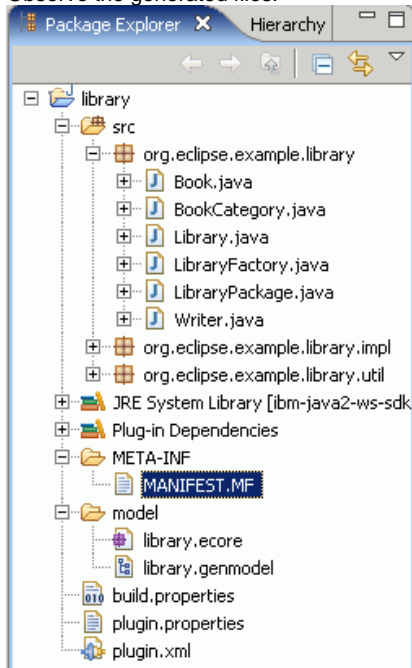 Observe the generated files.
Package Explorer Hierarchy
library
src
org.eclipse.example.library
Book.java
BookCategory.java
Library.java
LibraryFactory.java
LibraryPackage.java
Writer.java
org.eclipse.example.library.impl
org.eclipse.example.library.util
JRE System Library [ibm-java2-ws-sdk
Plug-in Dependencies
META-INF
MANIFEST.MF
model
library.ecore
library.genmodel
build.properties
plugin.properties
plugin.xml